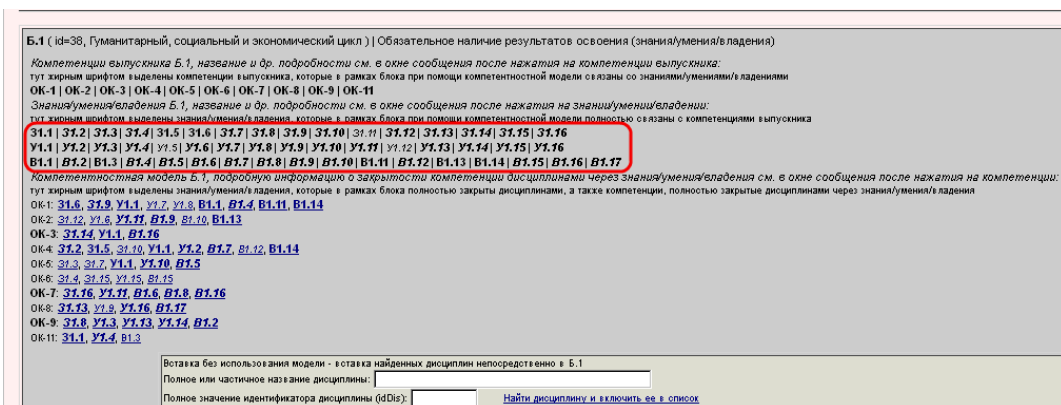 Б.1 ( id=38, Гуманитарный, социальный и экономический цикл ) | Обязательное наличие результатов освоения (знания/умения/владения)
Компетенции выпускника Б.1, название и др. подробности см. в окне сообщения после нажатия на компетенции выпускника:
тут жирным шрифтом выделены компетенции выпускника, которые в рамках блока при помощи компетентностной модели связаны со знаниями/умениями/владениями
ОК-1 | ОК-2 | ОК-3 | ОК-4 | ОК-5 | ОК-6 | ОК-7 | ОК-8 | ОК-9 | ОК-11
Знания/умения/владения Б.1, название и др. подробности см. в окне сообщения после нажатия на знании/умении/владении:
тут жирным шрифтом выделены знания/умения/владения, которые в рамках блока при помощи компетентностной модели полностью связаны с компетенциями выпускника
З1.1 | З1.2| З1.3| З1.4| З1.5 | З1.6 | З1.7| З1.8| З1.9| З1.10| З1.11| З1.12| З1.13| З1.14| З1.15| З1.16
У1.1 | У1.2| У1.3| У1.4| У1.5| У1.6| У1.7| У1.8| У1.9| У1.10| У1.11| У1.12| У1.13| У1.14| У1.15| У1.16
В1.1 | В1.2| В1.3 | В1.4| В1.5| В1.6| В1.7| В1.8| В1.9| В1.10| В1.11 | В1.12| В1.13 | В1.14 | В1.15| В1.16| В1.17
Компетентностная модель Б.1, подробную информацию о закрытости компетенции дисциплинами через знания/умения/владения см. в окне сообщения после нажатия на компетенции:
тут жирным шрифтом выделены знания/умения/владения, которые в рамках блока полностью закрыты дисциплинами, а также компетенции, полностью закрытые дисциплинами через знания/умения/владения
ОК-1: З1.6, З1.9, У1.1, У1.7, У1.8, В1.1, В1.4, В1.11, В1.14
ОК-2: З1.12, У1.6, У1.11, В1.9, В1.10, В1.13
ОК-3: З1.14, У1.1, В1.16
ОК-4: З1.2, З1.5, З1.10, У1.1, У1.2, В1.7, В1.12, В1.14
ОК-5: З1.3, З1.7, У1.1, У1.10, В1.5
ОК-6: З1.4, З1.15, У1.15, В1.15
ОК-7: З1.16, У1.11, В1.6, В1.8, В1.16
ОК-8: З1.13, У1.9, У1.16, В1.17
ОК-9: З1.8, У1.3, У1.13, У1.14, В1.2
ОК-11: З1.1, У1.4, В1.3
Вставка без использования модели - вставка найденных дисциплин непосредственно в Б.1
Полное или частичное название дисциплины:
Полное значение идентификатора дисциплины (idDis): Найти дисциплину и включить ее в список